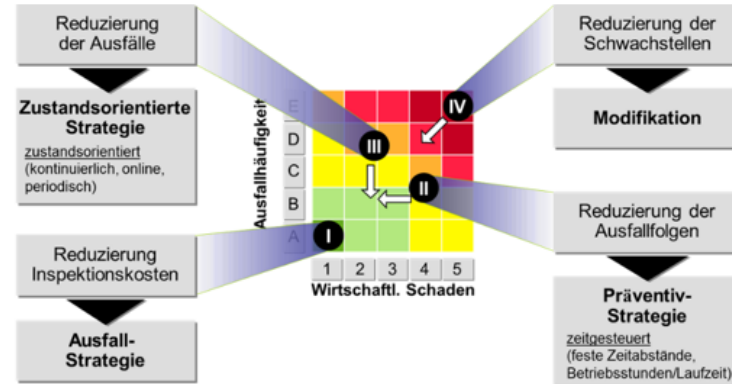 Reduzierung
der Ausfälle
Zustandsorientierte
Strategie
zustandsorientiert
(kontinuierlich, online,
periodisch)
Reduzierung
Inspektionskosten
Ausfall-
Strategie
Ausfallhäufigkeit
E
D
C
B
A
I
II
III
IV
1 2 3 4 5
Wirtschaftl. Schaden
Reduzierung der
Schwachstellen
Modifikation
Reduzierung der
Ausfallfolgen
Präventiv-
Strategie
zeitgesteuert
(feste Zeitabstände,
Betriebsstunden/Laufzeit)